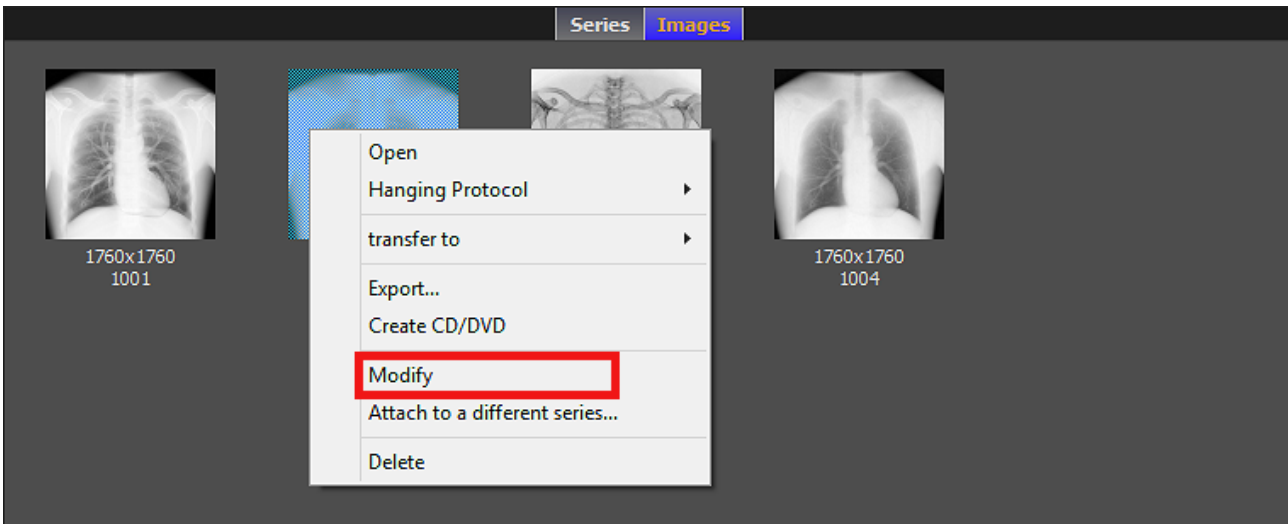 Series Images
Open
Hanging Protocol
transfer to
Export...
Create CD/DVD
Modify
Attach to a different series...
Delete
1760x1760
1001
1760x1760
1004